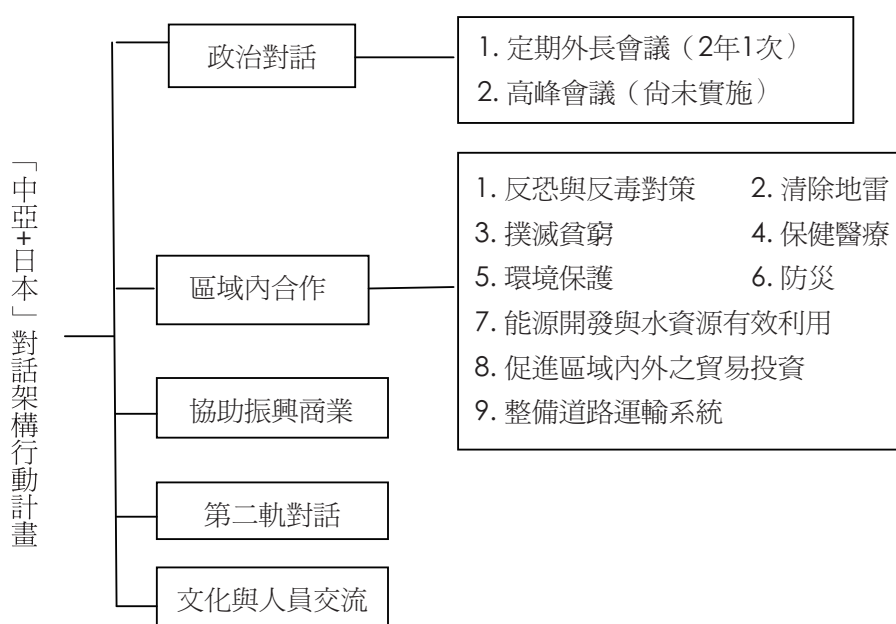 「中亞+日本」對話架構行動計畫
政治對話
1. 定期外長會議（2年1次）
2. 高峰會議（尚未實施）
區域內合作
1. 反恐與反毒對策 2. 清除地雷
3. 撲滅貧窮 4. 保健醫療
5. 環境保護 6. 防災
7. 能源開發與水資源有效利用
8. 促進區域內外之貿易投資
9. 整備道路運輸系統
協助振興商業
第二軌對話
文化與人員交流